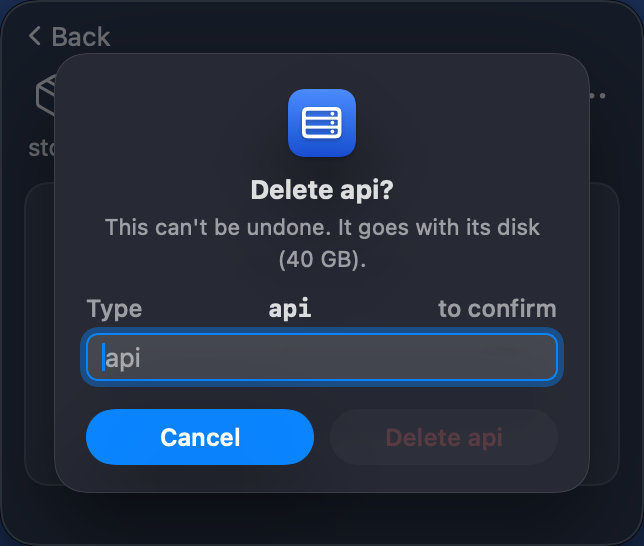 Back
Delete api?
This can't be undone. It goes with its disk
(40 GB).
Type api to confirm
api
Cancel Delete api